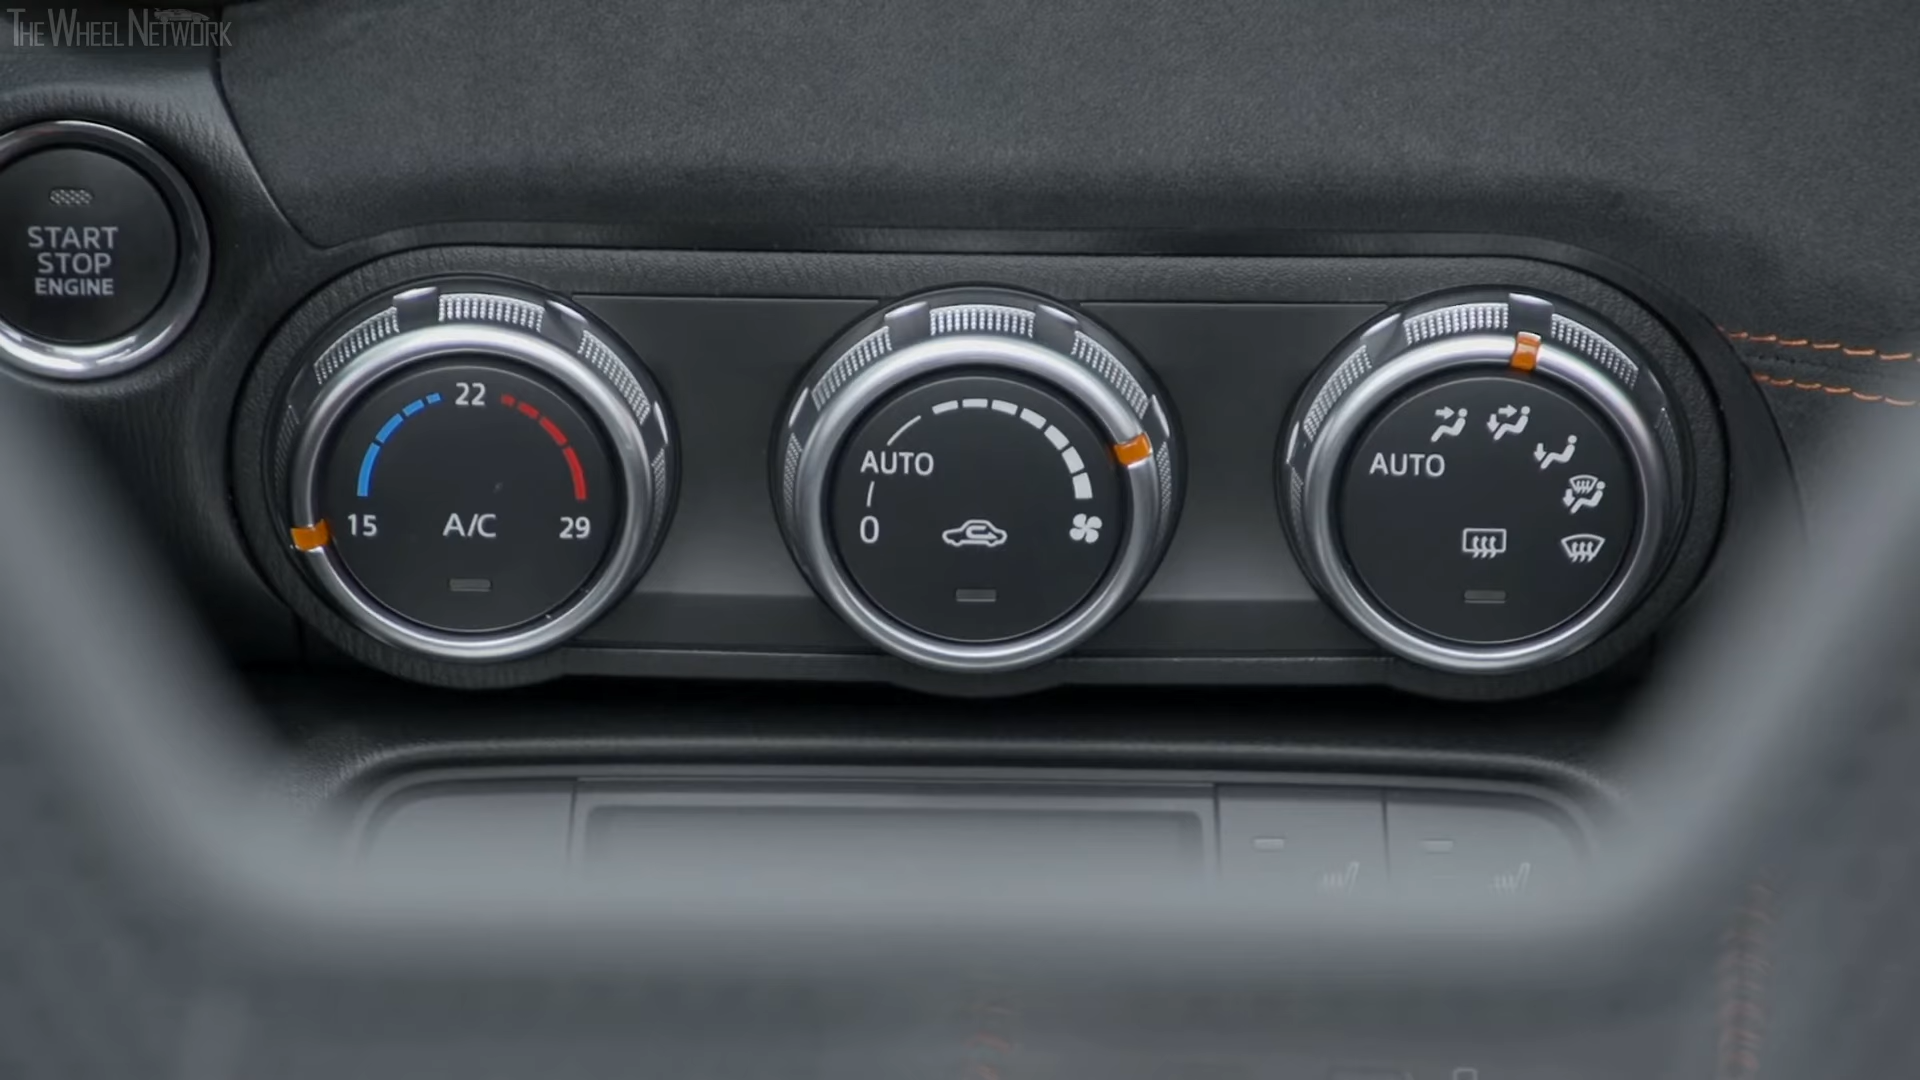 THE WHEEL NETWORK
START
STOP
ENGINE
22
15
A/C
29
AUTO
0
AUTO